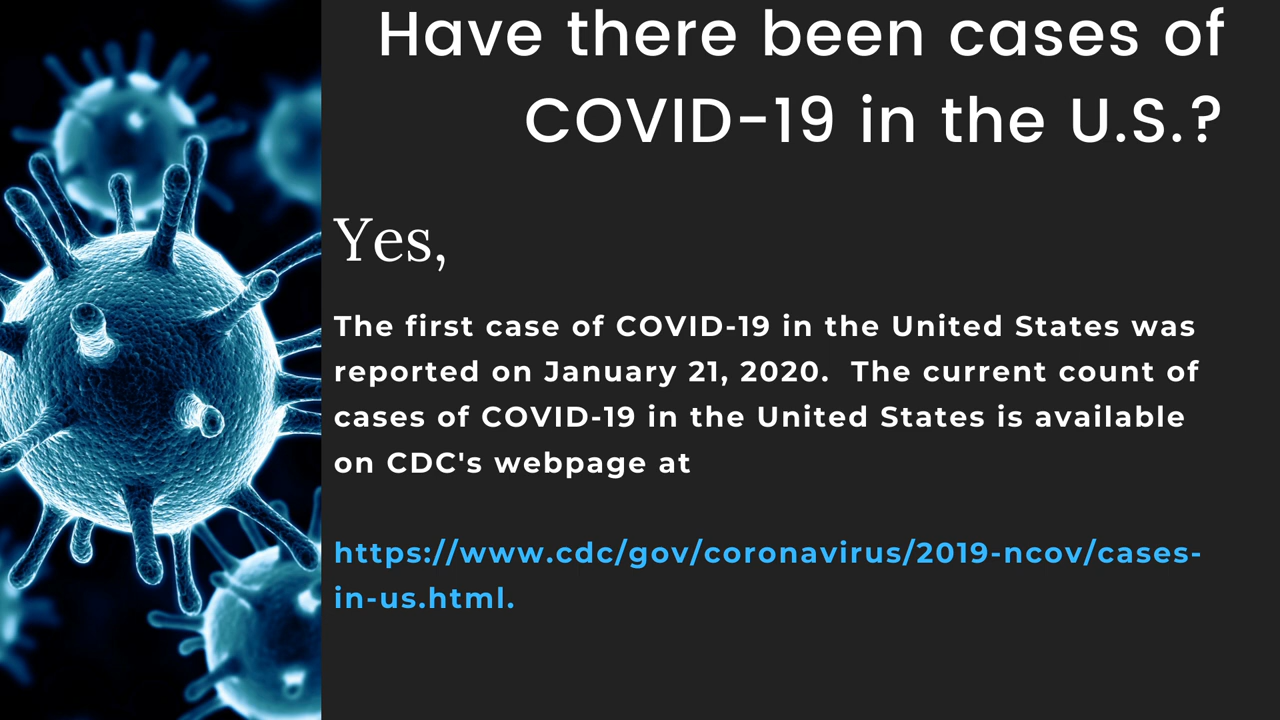 Have there been cases of
COVID-19 in the U.S.?
Yes,
The first case of COVID-19 in the United States was
reported on January 21, 2020.  The current count of
cases of COVID-19 in the United States is available
on CDC's webpage at
https://www.cdc/gov/coronavirus/2019-ncov/cases-
in-us.html.